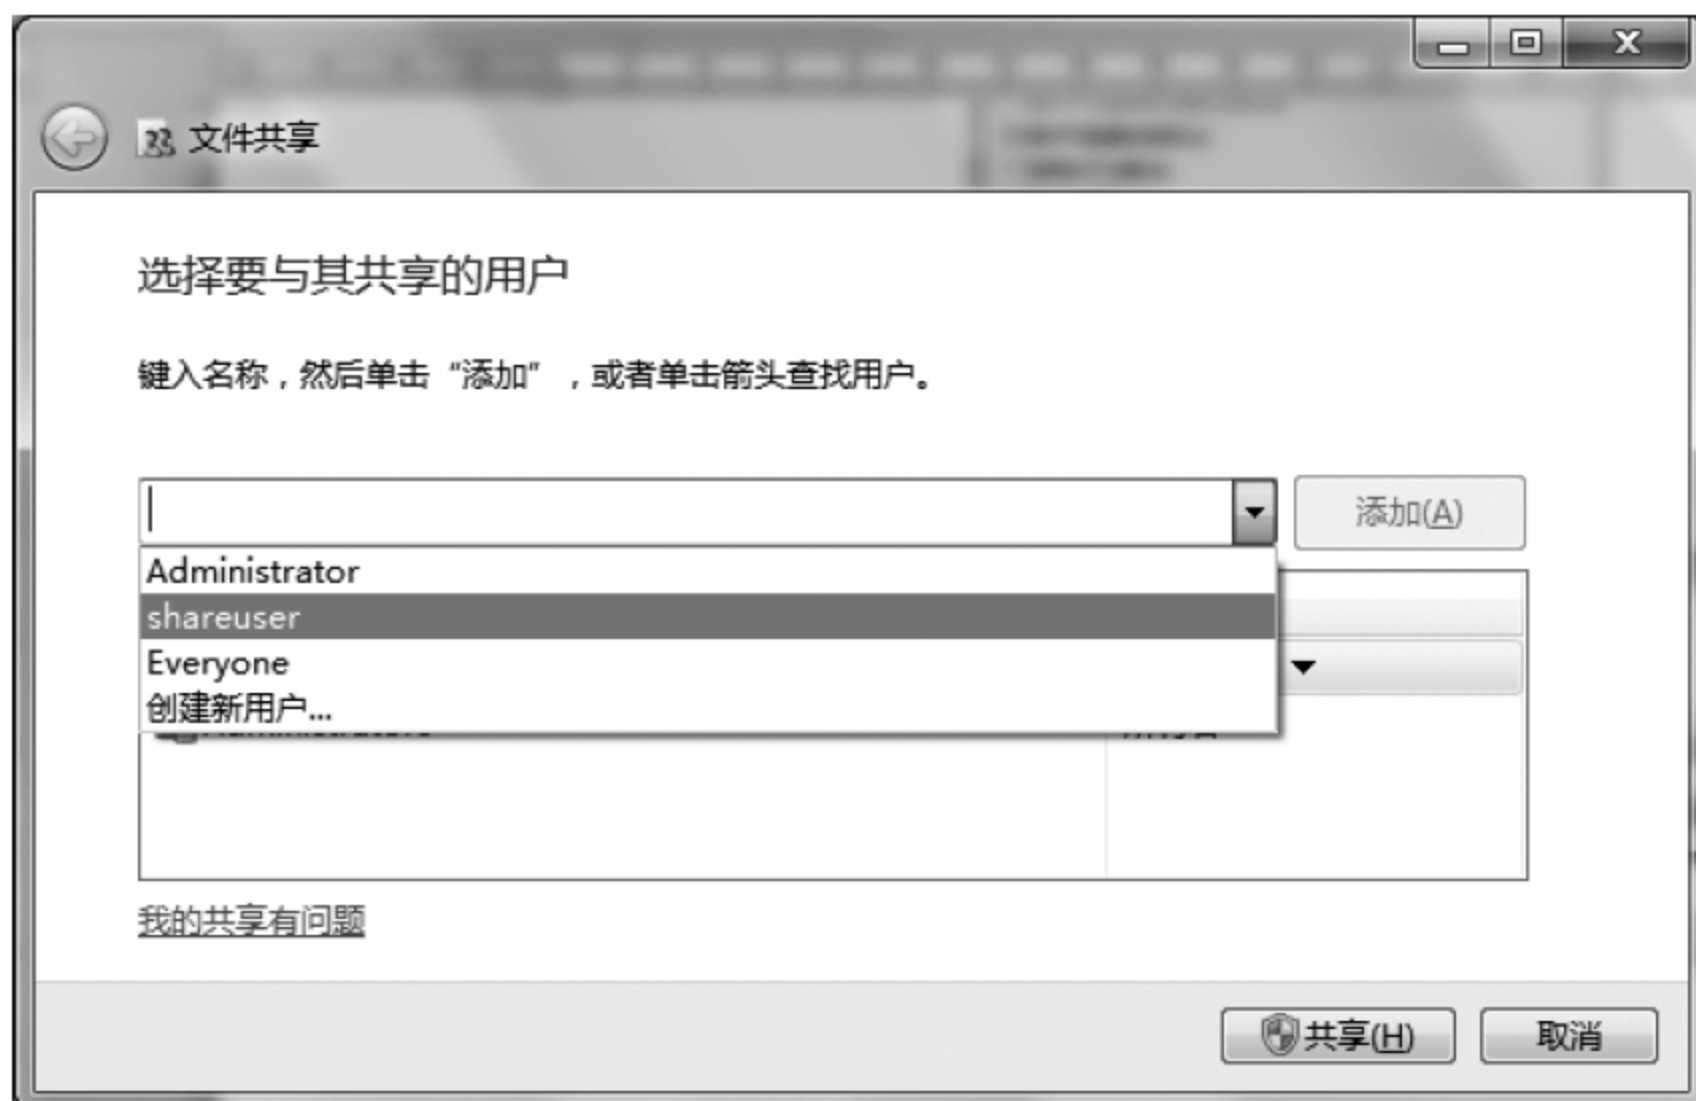 文件共享
选择要与其共享的用户
键入名称，然后单击“添加”，或者单击箭头查找用户。
添加(A)
Administrator
shareuser
Everyone
创建新用户...
我的共享有问题
共享(H)
取消